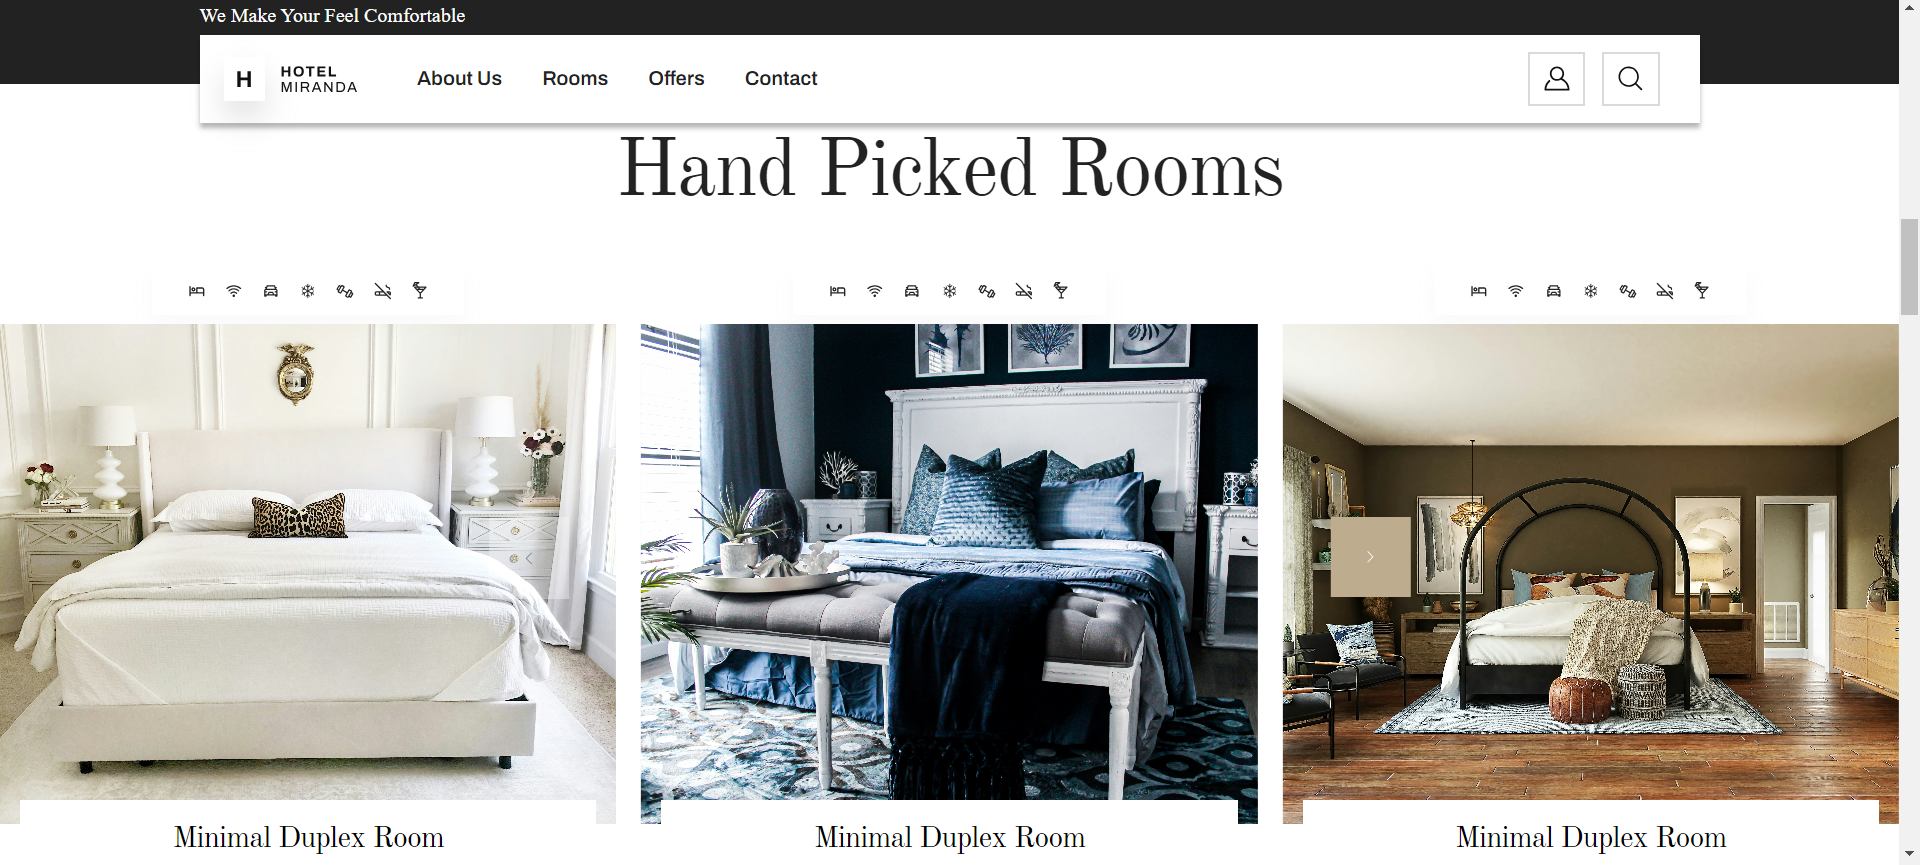 We Make Your Feel Comfortable
H
HOTEL
MIRANDA
About Us
Rooms
Offers
Contact
Hand Picked Rooms
Minimal Duplex Room
Minimal Duplex Room
Minimal Duplex Room